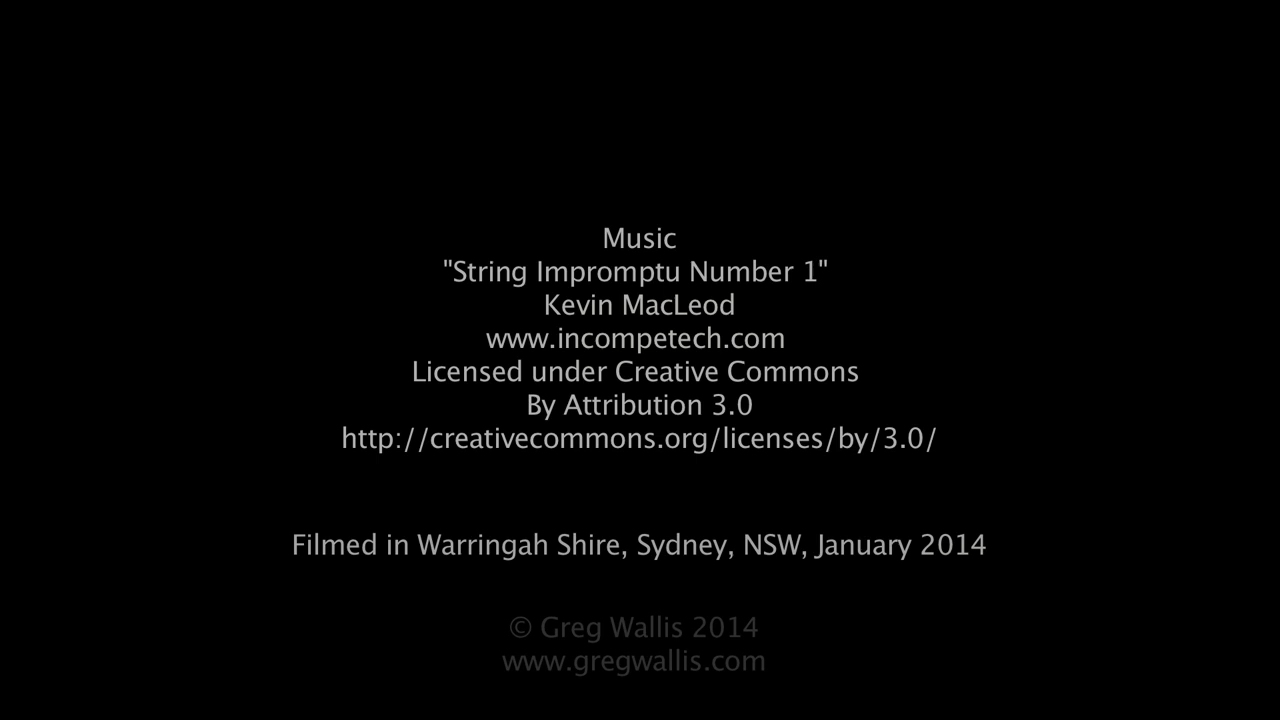 Music
"String Impromptu Number 1"
Kevin MacLeod
www.incompetech.com
Licensed under Creative Commons
By Attribution 3.0
http://creativecommons.org/licenses/by/3.0/
Filmed in Warringah Shire, Sydney, NSW, January 2014
© Greg Wallis 2014
www.gregwallis.com